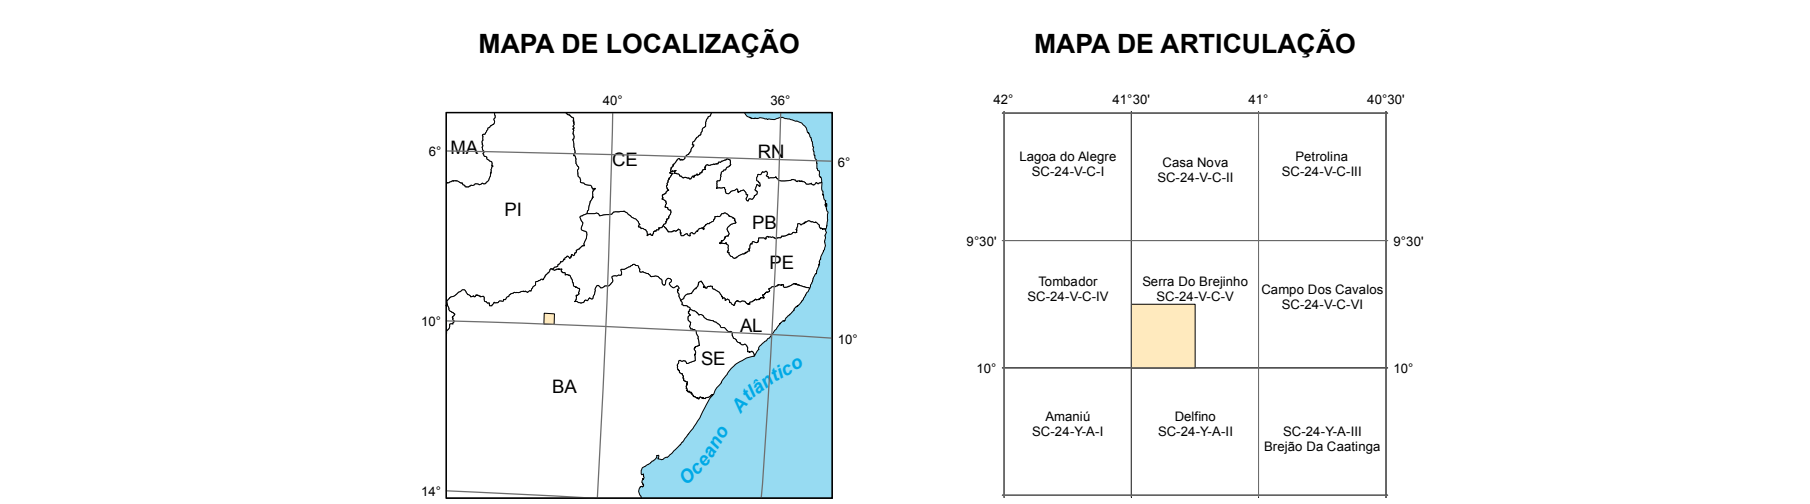 MAPA DE LOCALIZAÇÃO
40°
36°
6°
MA
CE
RN
6°
PI
PB
PE
10°
AL
10°
SE
BA
Oceano Atlântico
14°
MAPA DE ARTICULAÇÃO
42°
41°30'
41°
40°30'
Lagoa do Alegre
SC-24-V-C-I
Casa Nova
SC-24-V-C-II
Petrolina
SC-24-V-C-III
9°30'
9°30'
Tombador
SC-24-V-C-IV
Serra Do Brejinho
SC-24-V-C-V
Campo Dos Cavalos
SC-24-V-C-VI
10°
10°
Amaniú
SC-24-Y-A-I
Delfino
SC-24-Y-A-II
SC-24-Y-A-III
Brejão Da Caatinga